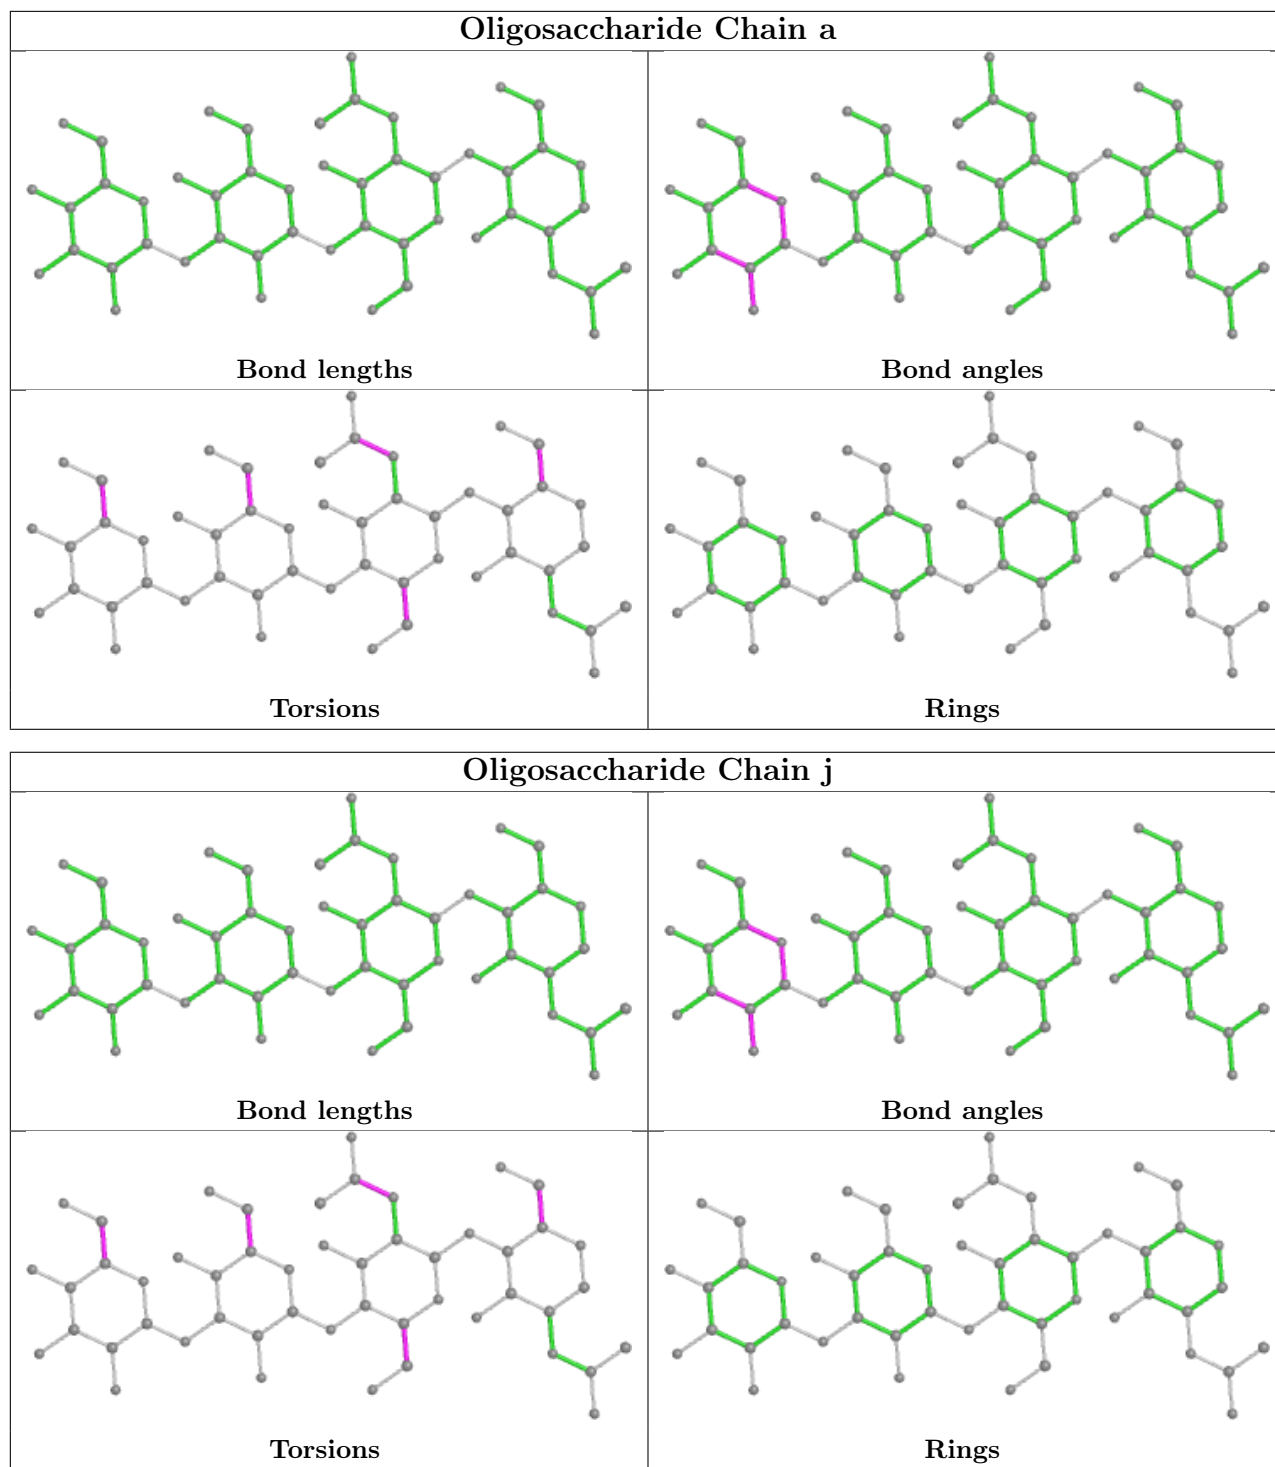 Oligosaccharide Chain a
Bond lengths
Bond angles
Torsions
Rings
Oligosaccharide Chain j
Bond lengths
Bond angles
Torsions
Rings